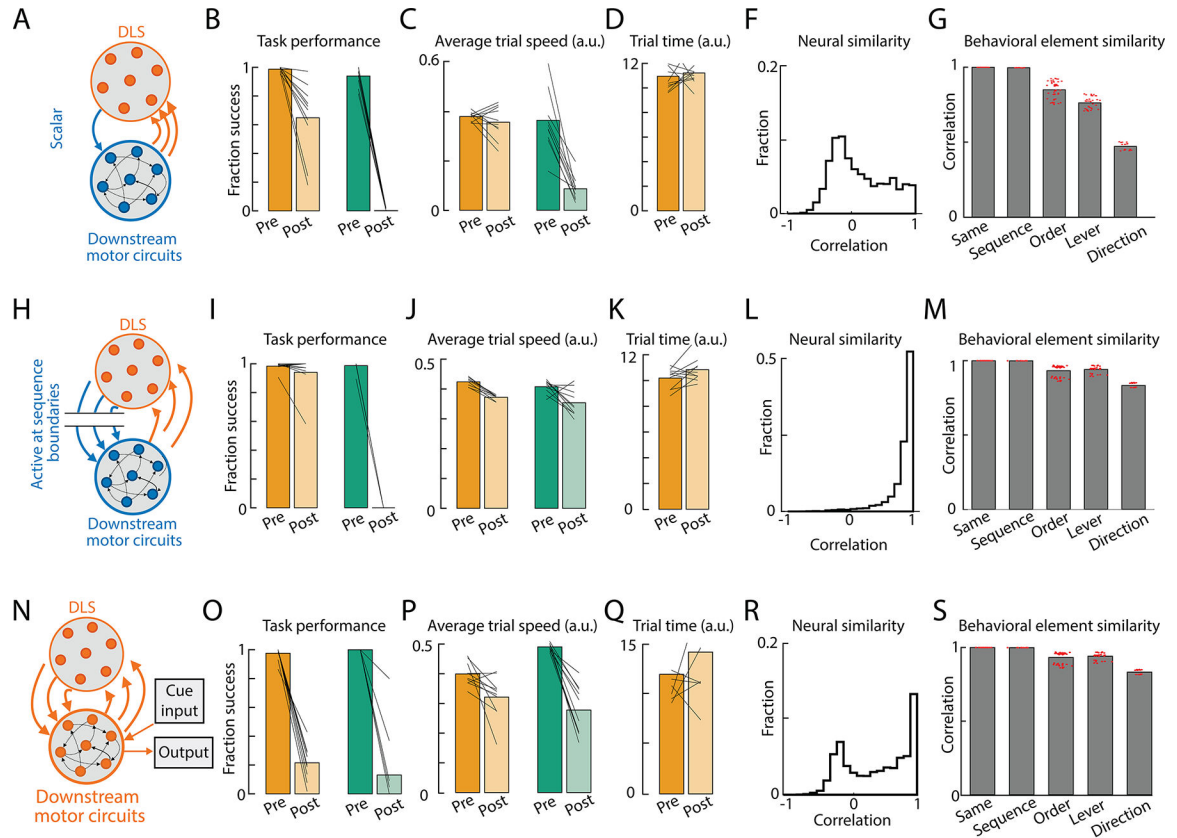 A
DLS
Scalar
Downstream
motor circuits
B
Task performance
Fraction success
1
0
Pre
Post
Pre
Post
C
Average trial speed (a.u.)
0.6
0
Pre
Post
Pre
Post
D
Trial time (a.u.)
12
0
Pre
Post
F
Neural similarity
Fraction
0.2
0
-1
0
1
Correlation
G
Behavioral element similarity
Correlation
1
0
Same
Sequence
Order
Lever
Direction
H
DLS
Active at sequence
boundaries
Downstream
motor circuits
I
Task performance
Fraction success
1
0
Pre
Post
Pre
Post
J
Average trial speed (a.u.)
0.5
0
Pre
Post
Pre
Post
K
Trial time (a.u.)
12
0
Pre
Post
L
Neural similarity
Fraction
0.5
0
-1
0
1
Correlation
M
Behavioral element similarity
Correlation
1
0
Same
Sequence
Order
Lever
Direction
N
DLS
Cue
input
Output
Downstream
motor circuits
O
Task performance
Fraction success
1
0
Pre
Post
Pre
Post
P
Average trial speed (a.u.)
0.5
0
Pre
Post
Pre
Post
Q
Trial time (a.u.)
15
0
Pre
Post
R
Neural similarity
Fraction
0.2
0
-1
0
1
Correlation
S
Behavioral element similarity
Correlation
1
0
Same
Sequence
Order
Lever
Direction